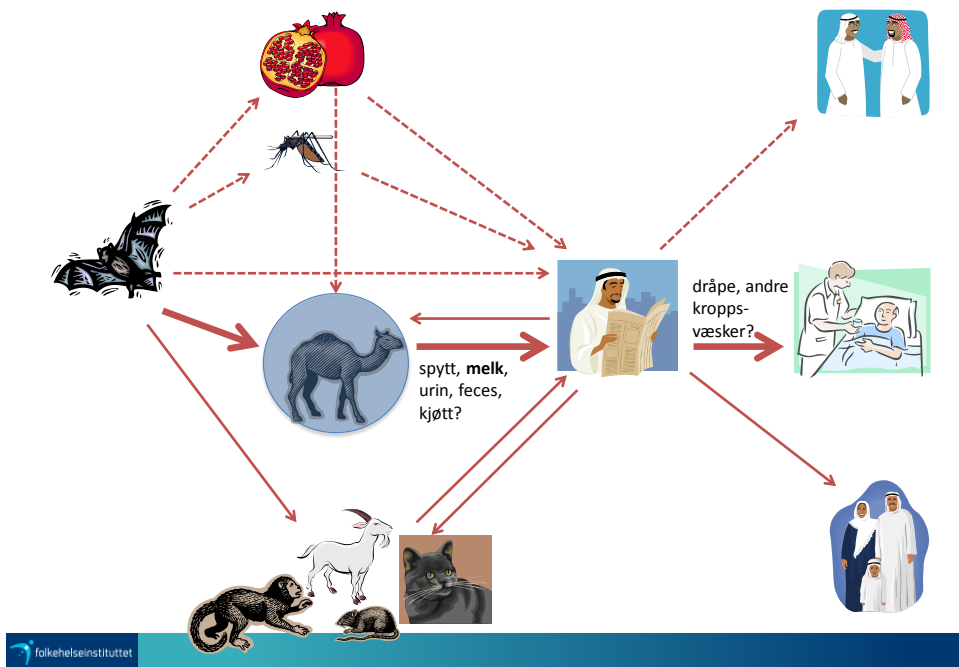 dråpe, andre
kropps-
væsker?
spytt, melk,
urin, feces,
kjøtt?
folkehelseinstituttet